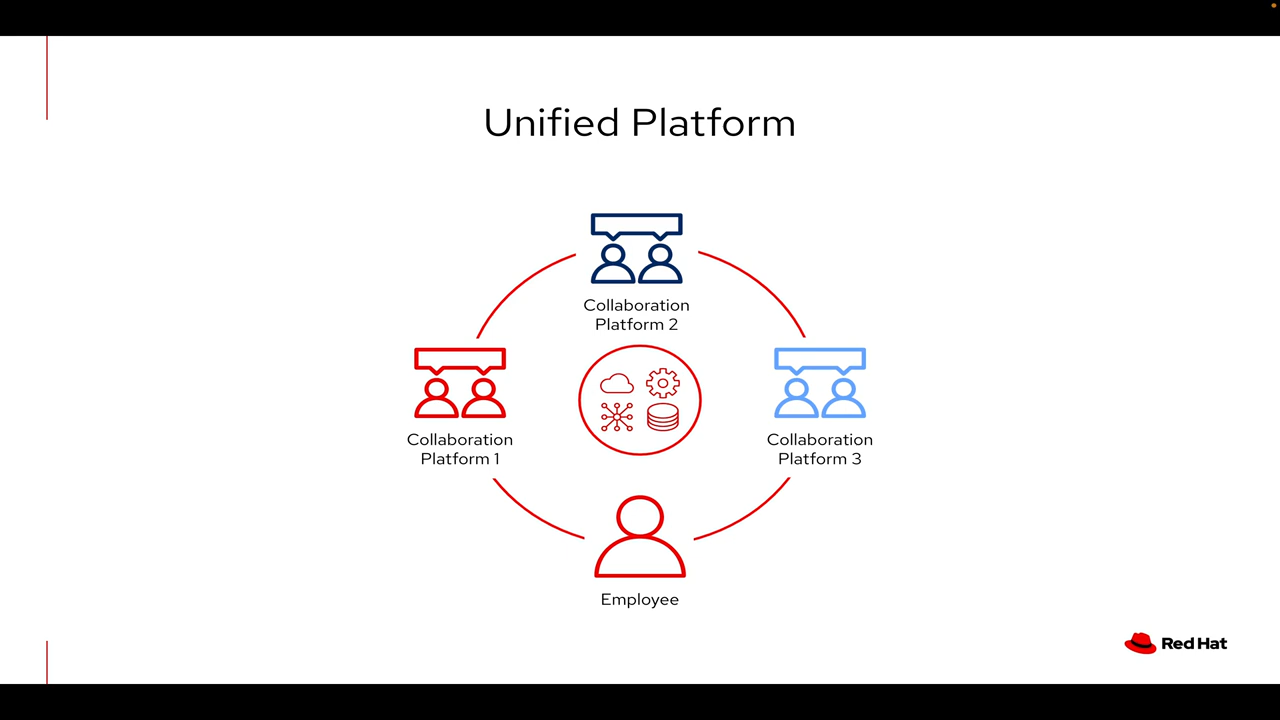 Unified Platform
Collaboration
Platform 2
Collaboration
Platform 1
Collaboration
Platform 3
Employee
Red Hat